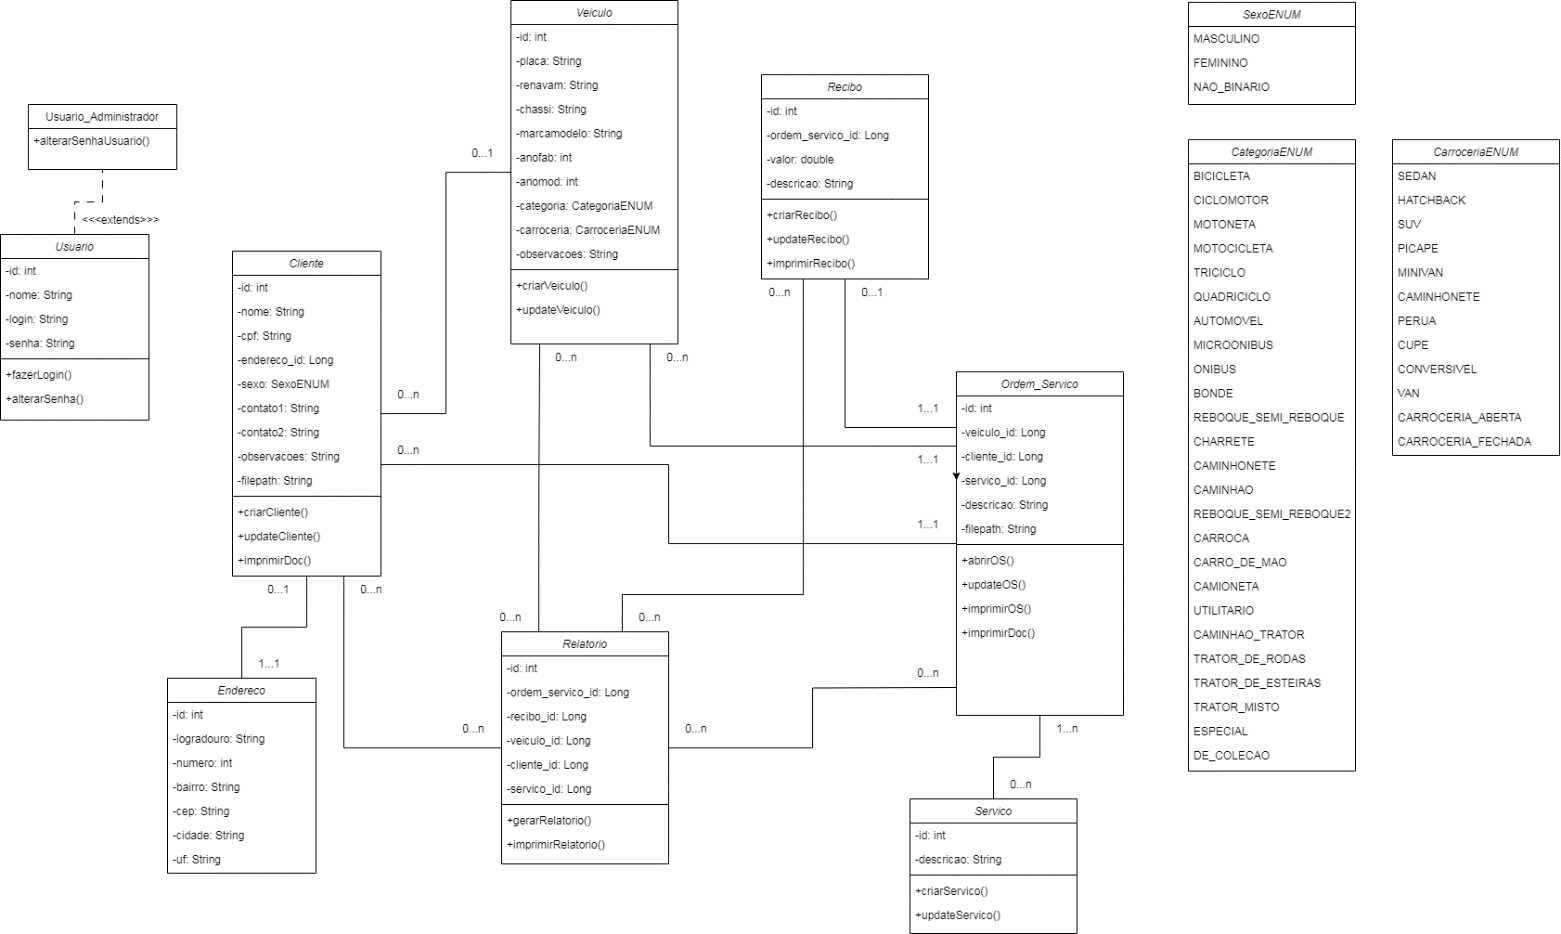 Usuario_Administrador
+alterarSenhaUsuario()
<<<extends>>>
Usuario
-id: int
-nome: String
-login: String
-senha: String
+fazerLogin()
+alterarSenha()
Cliente
-id: int
-nome: String
-cpf: String
-endereco_id: Long
-sexo: SexoENUM
-contato1: String
-contato2: String
-observacoes: String
-filepath: String
+criarCliente()
+updateCliente()
+imprimirDoc()
0...n
0...n
0...1
0...n
1...1
Endereco
-id: int
-logradouro: String
-numero: int
-bairro: String
-cep: String
-cidade: String
-uf: String
Veiculo
-id: int
-placa: String
-renavam: String
-chassi: String
-marcamodelo: String
-anofab: int
-anomod: int
-categoria: CategoriaENUM
-carroceria: CarroceriaENUM
-observacoes: String
+criarVeiculo()
+updateVeiculo()
0...1
0...n
0...n
Relatorio
-id: int
-ordem_servico_id: Long
-recibo_id: Long
-veiculo_id: Long
-cliente_id: Long
-servico_id: Long
+gerarRelatorio()
+imprimirRelatorio()
0...n
0...n
0...n
0...n
Recibo
-id: int
-ordem_servico_id: Long
-valor: double
-descricao: String
+criarRecibo()
+updateRecibo()
+imprimirRecibo()
0...n
0...1
Ordem_Servico
-id: int
-veiculo_id: Long
-cliente_id: Long
-servico_id: Long
-descricao: String
-filepath: String
+abrirOS()
+updateOS()
+imprimirOS()
+imprimirDoc()
1...1
1...1
1...1
0...n
1...n
0...n
Servico
-id: int
-descricao: String
+criarServico()
+updateServico()
SexoENUM
MASCULINO
FEMININO
NAO_BINARIO
CategoriaENUM
BICICLETA
CICLOMOTOR
MOTONETA
MOTOCICLETA
TRICICLO
QUADRICICLO
AUTOMOVEL
MICROONIBUS
ONIBUS
BONDE
REBOQUE_SEMI_REBOQUE
CHARRETE
CAMINHONETE
CAMINHAO
REBOQUE_SEMI_REBOQUE2
CARROCA
CARRO_DE_MAO
CAMIONETA
UTILITARIO
CAMINHAO_TRATOR
TRATOR_DE_RODAS
TRATOR_DE_ESTEIRAS
TRATOR_MISTO
ESPECIAL
DE_COLECAO
CarroceriaENUM
SEDAN
HATCHBACK
SUV
PICAPE
MINIVAN
CAMINHONETE
PERUA
CUPE
CONVERSIVEL
VAN
CARROCERIA_ABERTA
CARROCERIA_FECHADA